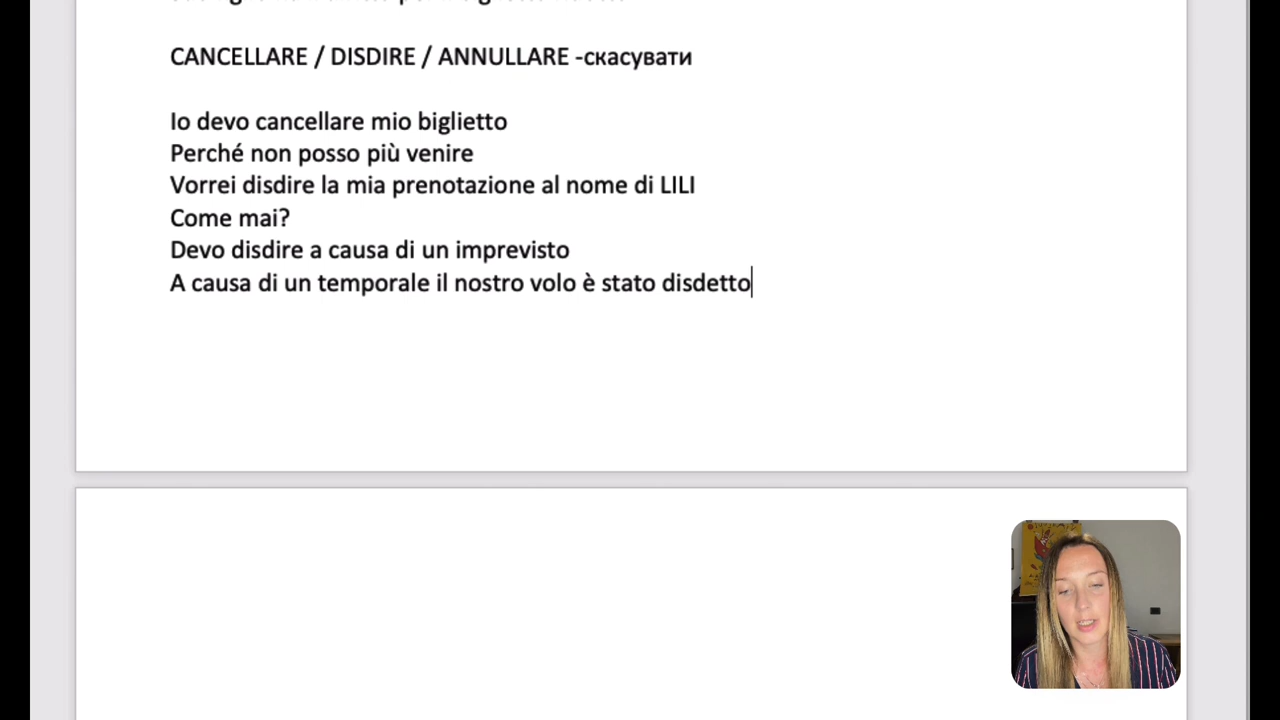 CANCELLARE / DISDIRE / ANNULLARE -скасувати
Io devo cancellare mio biglietto
Perché non posso più venire
Vorrei disdire la mia prenotazione al nome di LILI
Come mai?
Devo disdire a causa di un imprevisto
A causa di un temporale il nostro volo è stato disdetto